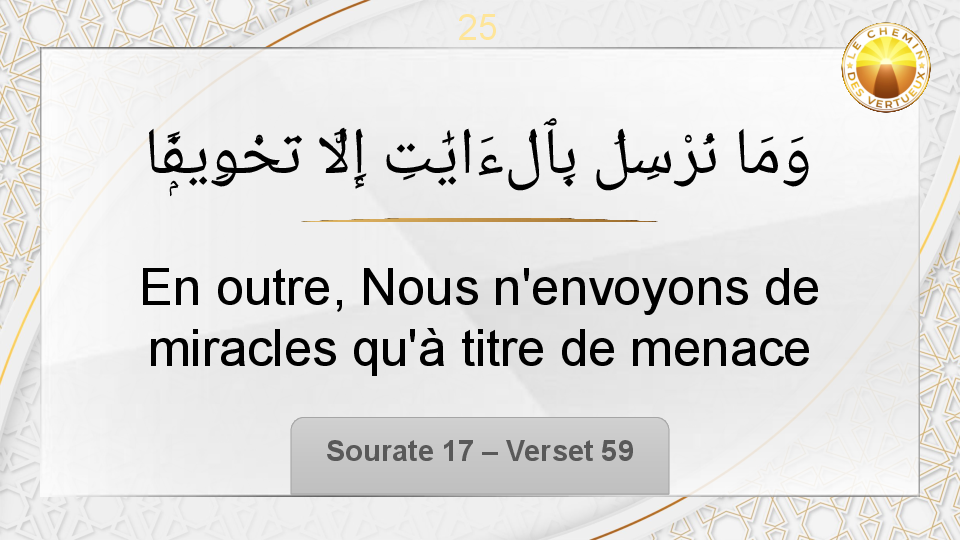 25
LE CHEMIN DES VERTUEUX
وَمَا نُرْسِلُ بِٱلْءَايَٰتِ إِلَّا تَخْوِيفًۭا
En outre, Nous n'envoyons de
miracles qu'à titre de menace
Sourate 17 – Verset 59